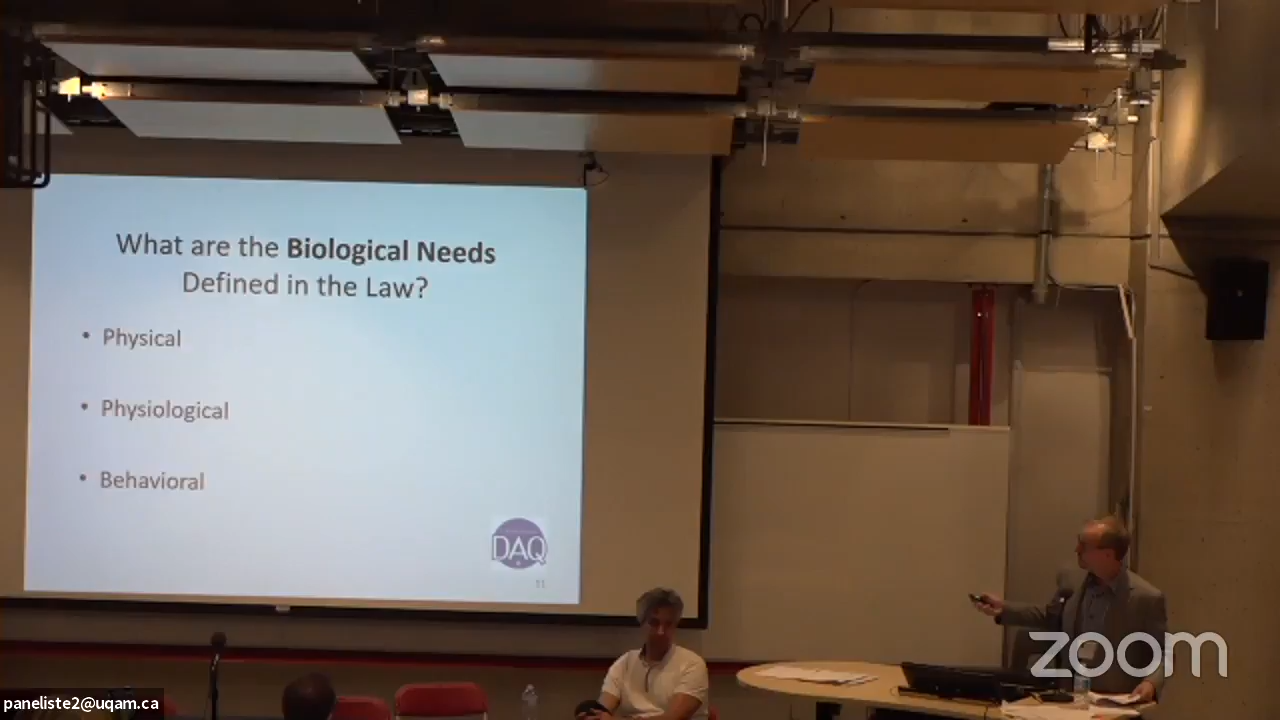 What are the Biological Needs
Defined in the Law?
• Physical
• Physiological
• Behavioral
DAQ
11
zoom
paneliste2@uqam.ca